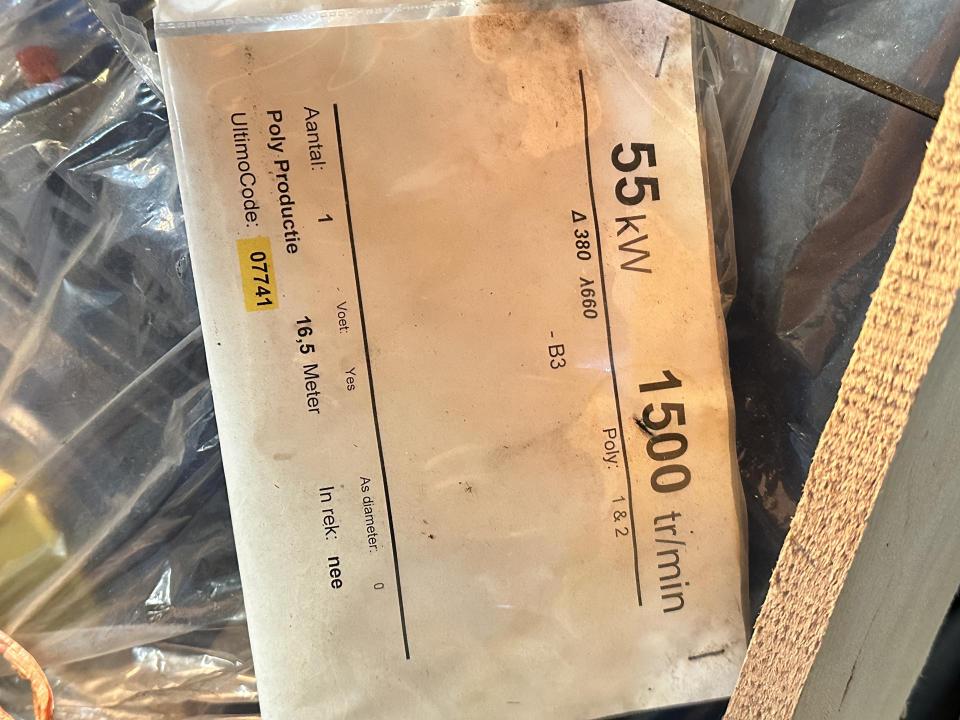 55 kW 1500 tr/min
Δ 380 λ660 Poly: 1 & 2
- B3
Voet: Yes As diameter: 0
Aantal: 1
Poly Productie 16,5 Meter In rek: nee
UltimoCode: 07741